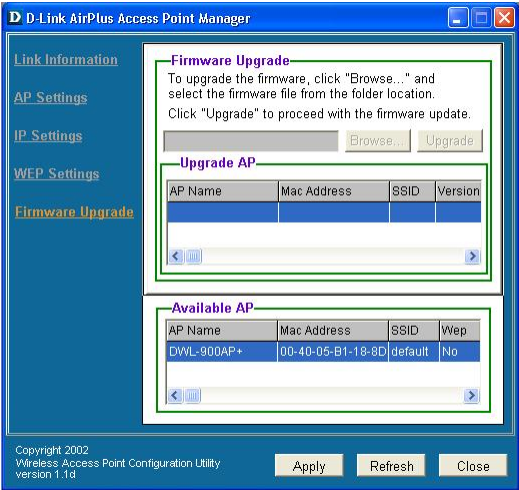 D D-Link AirPlus Access Point Manager
Link Information
AP Settings
IP Settings
WEP Settings
Firmware Upgrade
Firmware Upgrade
To upgrade the firmware, click "Browse..." and
select the firmware file from the folder location.
Click "Upgrade" to proceed with the firmware update.
Browse... Upgrade
Upgrade AP
AP Name Mac Address SSID Version
Available AP
AP Name Mac Address SSID Wep
DWL-900AP+ 00-40-05-B1-18-8D default No
Copyright 2002
Wireless Access Point Configuration Utility
version 1.1d
Apply Refresh Close